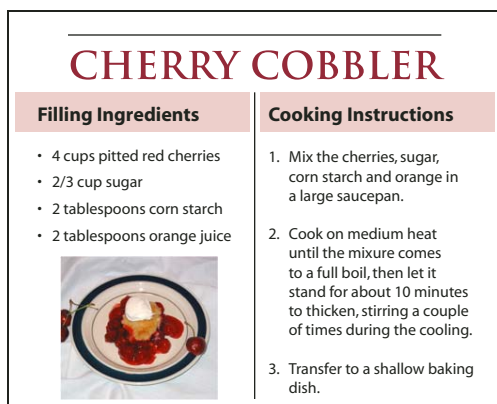 CHERRY COBBLER
Filling Ingredients
• 4 cups pitted red cherries
• 2/3 cup sugar
• 2 tablespoons corn starch
• 2 tablespoons orange juice
Cooking Instructions
1. Mix the cherries, sugar,
corn starch and orange in
a large saucepan.
2. Cook on medium heat
until the mixure comes
to a full boil, then let it
stand for about 10 minutes
to thicken, stirring a couple
of times during the cooling.
3. Transfer to a shallow baking
dish.